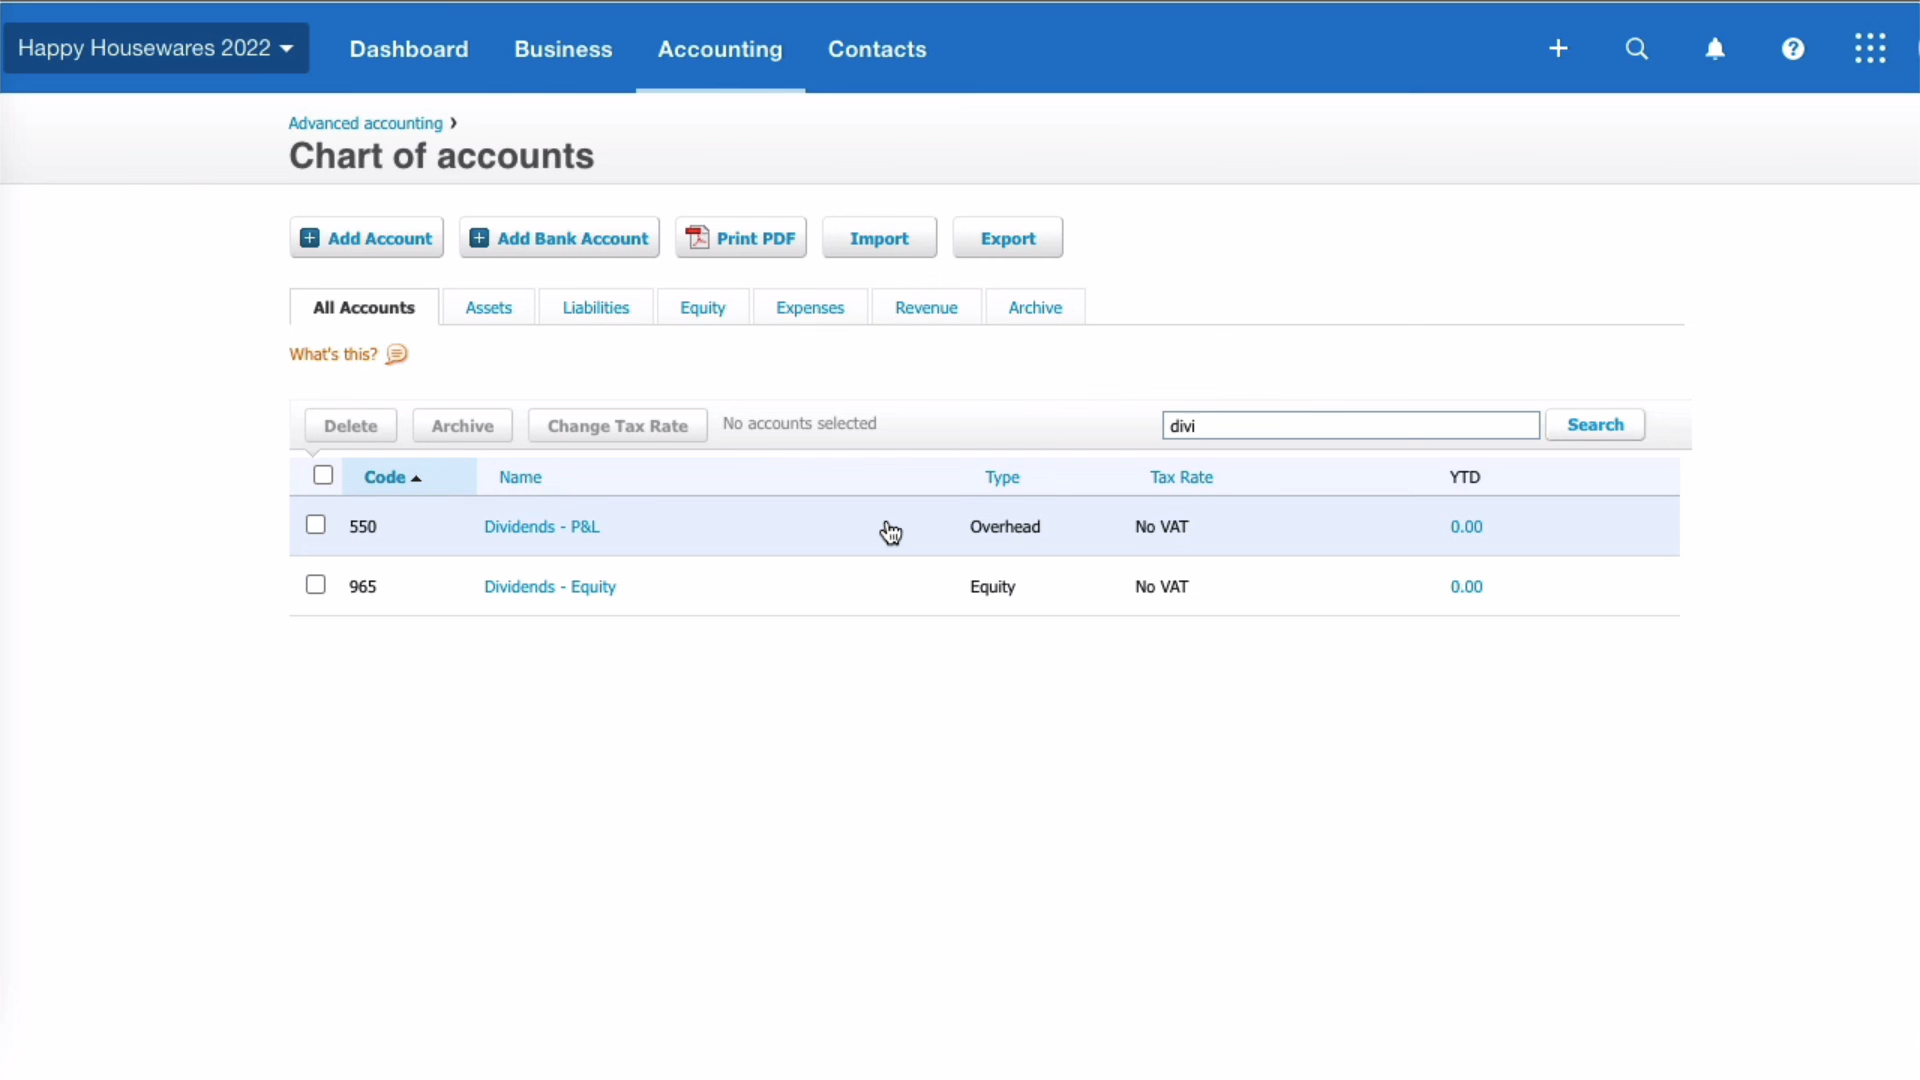 Happy Housewares 2022 Dashboard Business Accounting Contacts
Advanced accounting ›
Chart of accounts
Add Account Add Bank Account Print PDF Import Export
All Accounts Assets Liabilities Equity Expenses Revenue Archive
What's this?
Delete Archive Change Tax Rate No accounts selected divi Search
Code Name Type Tax Rate YTD
550 Dividends - P&L Overhead No VAT 0.00
965 Dividends - Equity Equity No VAT 0.00